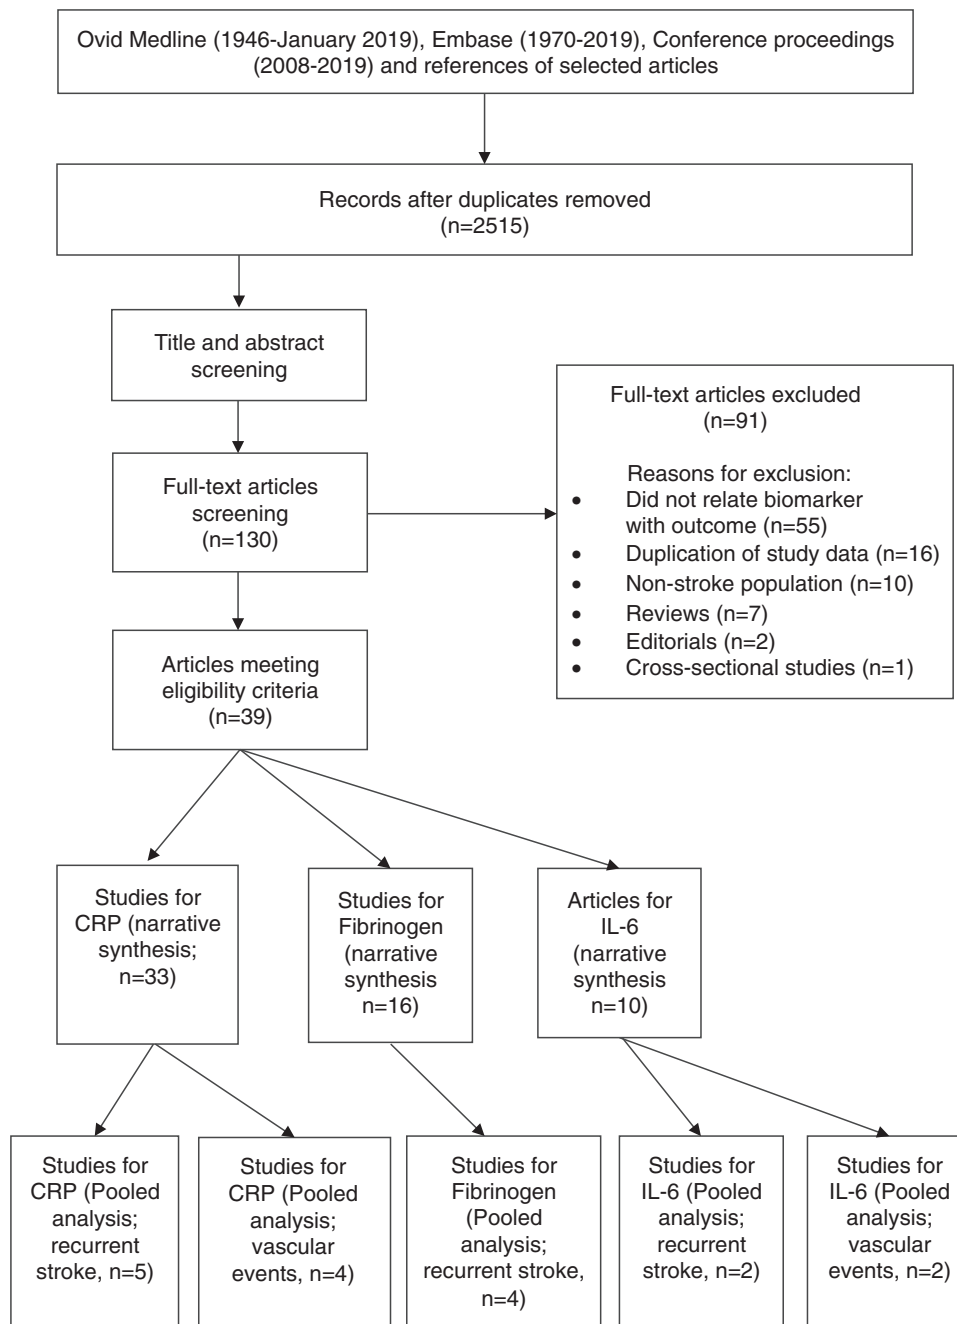 Ovid Medline (1946-January 2019), Embase (1970-2019), Conference proceedings
(2008-2019) and references of selected articles
Records after duplicates removed
(n=2515)
Title and abstract
screening
Full-text articles
screening
(n=130)
Full-text articles excluded
(n=91)
Reasons for exclusion:
• Did not relate biomarker
with outcome (n=55)
• Duplication of study data (n=16)
• Non-stroke population (n=10)
• Reviews (n=7)
• Editorials (n=2)
• Cross-sectional studies (n=1)
Articles meeting
eligibility criteria
(n=39)
Studies for
CRP (narrative
synthesis;
n=33)
Studies for
Fibrinogen
(narrative
synthesis
n=16)
Articles for
IL-6
(narrative
synthesis
n=10)
Studies for
CRP (Pooled
analysis;
recurrent
stroke, n=5)
Studies for
CRP (Pooled
analysis;
vascular
events, n=4)
Studies for
Fibrinogen
(Pooled
analysis;
recurrent stroke,
n=4)
Studies for
IL-6 (Pooled
analysis;
recurrent
stroke, n=2)
Studies for
IL-6 (Pooled
analysis;
vascular
events, n=2)